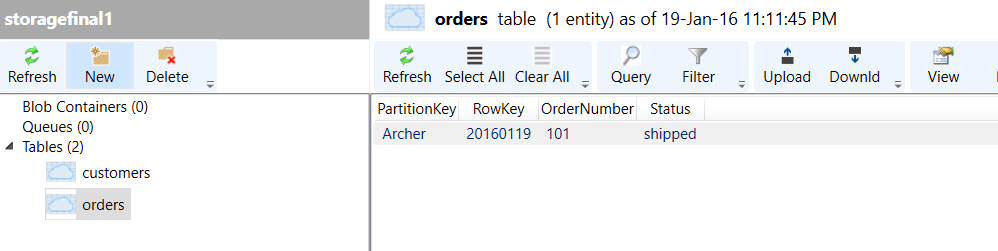 storagefinal1
Refresh New Delete
Blob Containers (0)
Queues (0)
Tables (2)
customers
orders
orders table (1 entity) as of 19-Jan-16 11:11:45 PM
Refresh Select All Clear All Query Filter Upload Downld View
PartitionKey RowKey OrderNumber Status
Archer 20160119 101 shipped